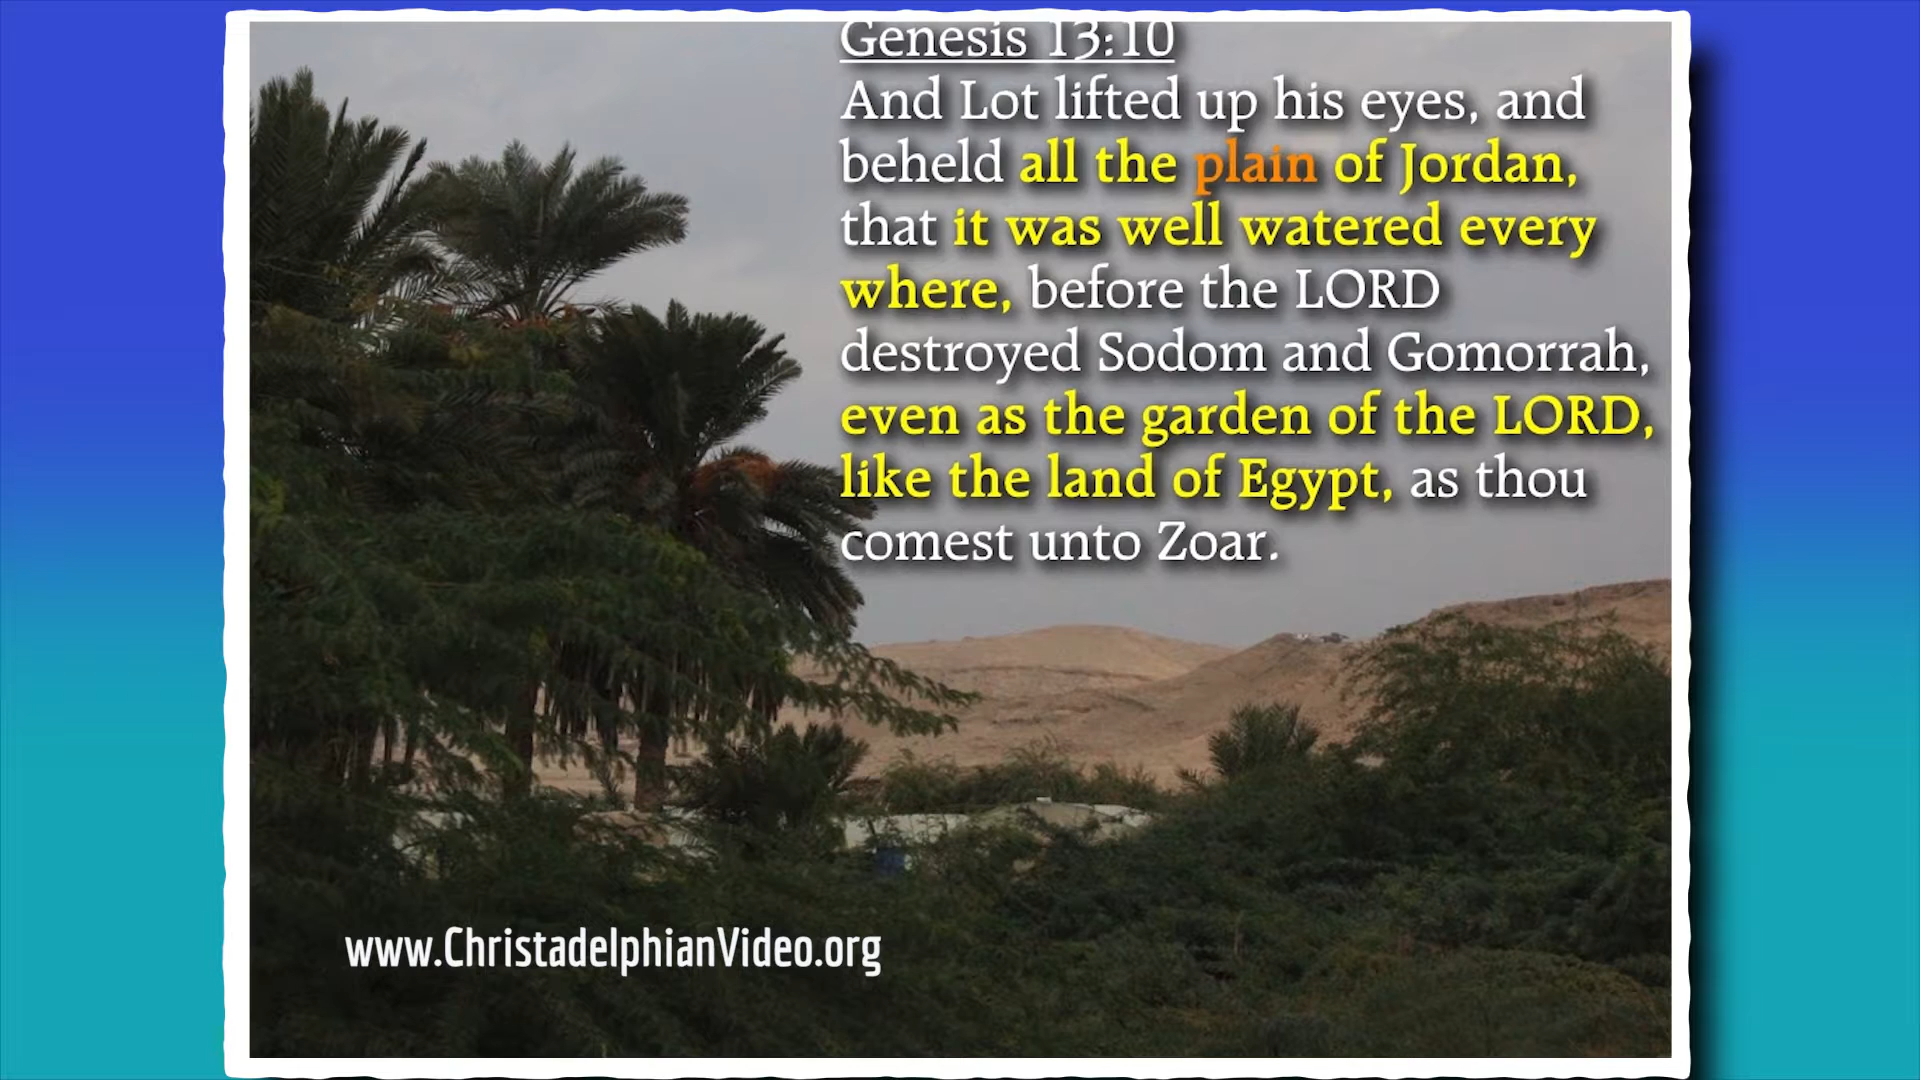 Genesis 13:10
And Lot lifted up his eyes, and
beheld all the plain of Jordan,
that it was well watered every
where, before the LORD
destroyed Sodom and Gomorrah,
even as the garden of the LORD,
like the land of Egypt, as thou
comest unto Zoar.
www.ChristadelphianVideo.org